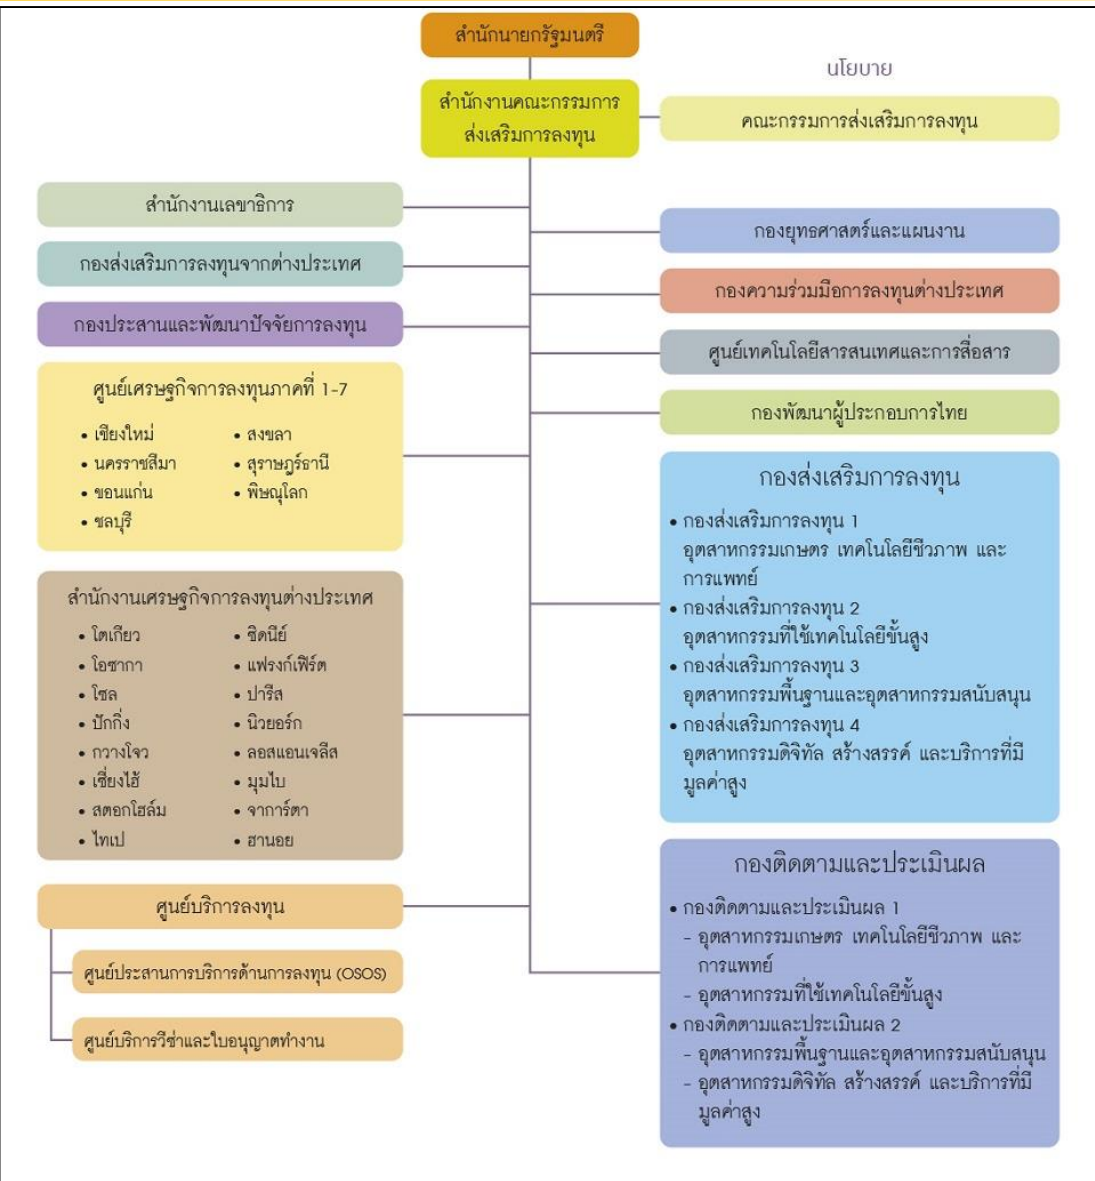 สำนักนายกรัฐมนตรี
นโยบาย
สำนักงานคณะกรรมการ
ส่งเสริมการลงทุน
คณะกรรมการส่งเสริมการลงทุน
สำนักงานเลขาธิการ
กองส่งเสริมการลงทุนจากต่างประเทศ
กองประสานและพัฒนาปัจจัยการลงทุน
ศูนย์เศรษฐกิจการลงทุนภาคที่ 1-7
• เชียงใหม่
• นครราชสีมา
• ขอนแก่น
• ชลบุรี
• สงขลา
• สุราษฎร์ธานี
• พิษณุโลก
สำนักงานเศรษฐกิจการลงทุนต่างประเทศ
• โตเกียว
• โอซากา
• โซล
• ปักกิ่ง
• กวางโจว
• เซี่ยงไฮ้
• สตอกโฮล์ม
• ไทเป
• ซิดนีย์
• แฟรงก์เฟิร์ต
• ปารีส
• นิวยอร์ก
• ลอสแอนเจลีส
• มุมไบ
• จาการ์ตา
• ฮานอย
ศูนย์บริการลงทุน
ศูนย์ประสานการบริการด้านการลงทุน (OSOS)
ศูนย์บริการวีซ่าและใบอนุญาตทำงาน
กองยุทธศาสตร์และแผนงาน
กองความร่วมมือการลงทุนต่างประเทศ
ศูนย์เทคโนโลยีสารสนเทศและการสื่อสาร
กองพัฒนาผู้ประกอบการไทย
กองส่งเสริมการลงทุน
• กองส่งเสริมการลงทุน 1
อุตสาหกรรมเกษตร เทคโนโลยีชีวภาพ และ
การแพทย์
• กองส่งเสริมการลงทุน 2
อุตสาหกรรมที่ใช้เทคโนโลยีขั้นสูง
• กองส่งเสริมการลงทุน 3
อุตสาหกรรมพื้นฐานและอุตสาหกรรมสนับสนุน
• กองส่งเสริมการลงทุน 4
อุตสาหกรรมดิจิทัล สร้างสรรค์ และบริการที่มี
มูลค่าสูง
กองติดตามและประเมินผล
• กองติดตามและประเมินผล 1
- อุตสาหกรรมเกษตร เทคโนโลยีชีวภาพ และ
การแพทย์
- อุตสาหกรรมที่ใช้เทคโนโลยีขั้นสูง
• กองติดตามและประเมินผล 2
- อุตสาหกรรมพื้นฐานและอุตสาหกรรมสนับสนุน
- อุตสาหกรรมดิจิทัล สร้างสรรค์ และบริการที่มี
มูลค่าสูง